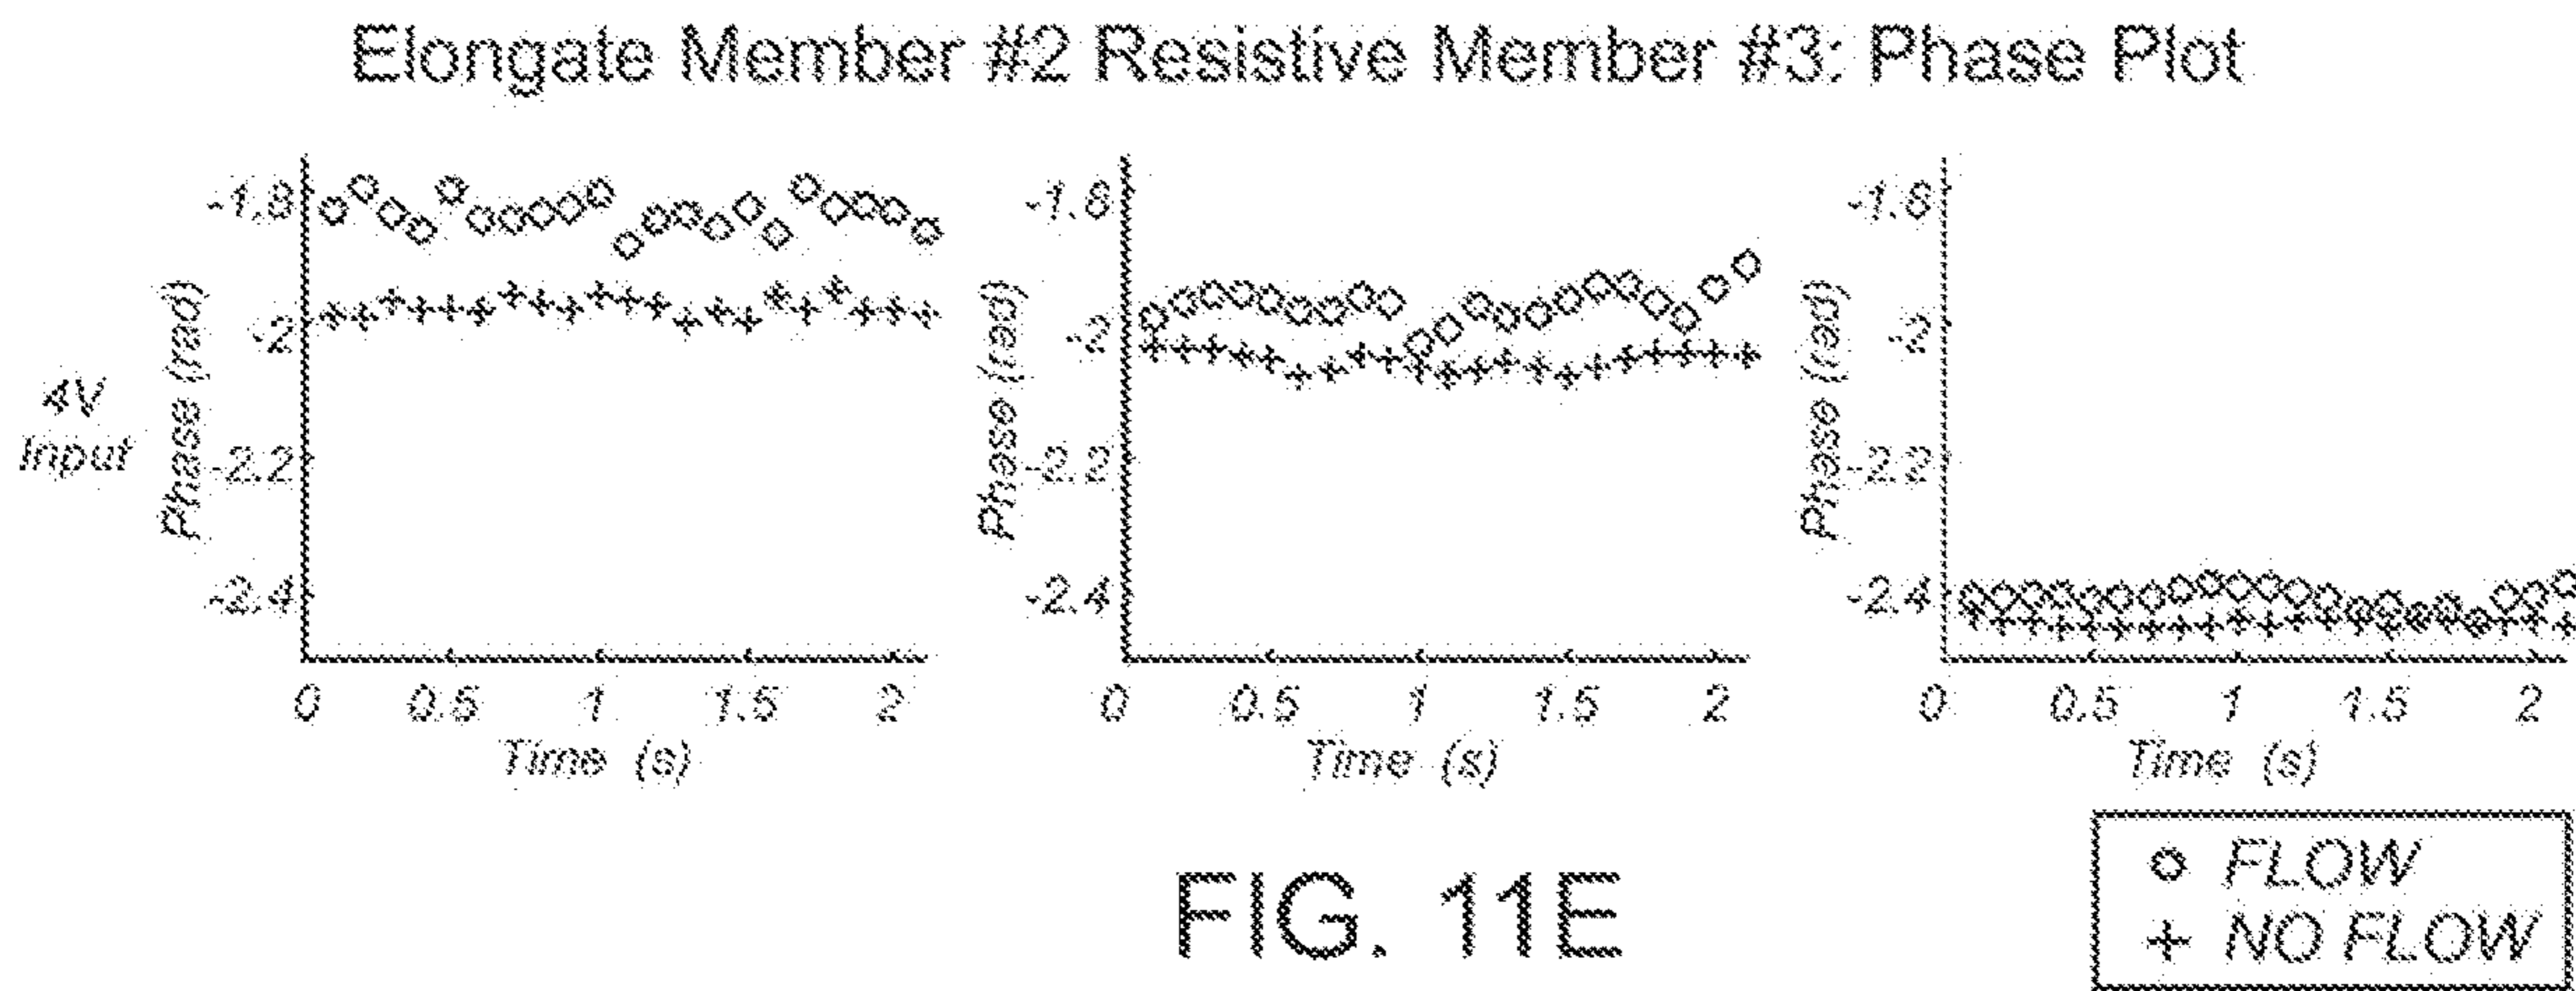 Elongate Member #2 Resistive Member #3: Phase Plot
4V
Input
Phase (rad)
-1.8
-2
-2.2
-2.4
0 0.5 1 1.5 2
Time (s)
Phase (rad)
-1.8
-2
-2.2
-2.4
0 0.5 1 1.5 2
Time (s)
Phase (rad)
-1.8
-2
-2.2
-2.4
0 0.5 1 1.5 2
Time (s)
FIG. 11E
FLOW
NO FLOW